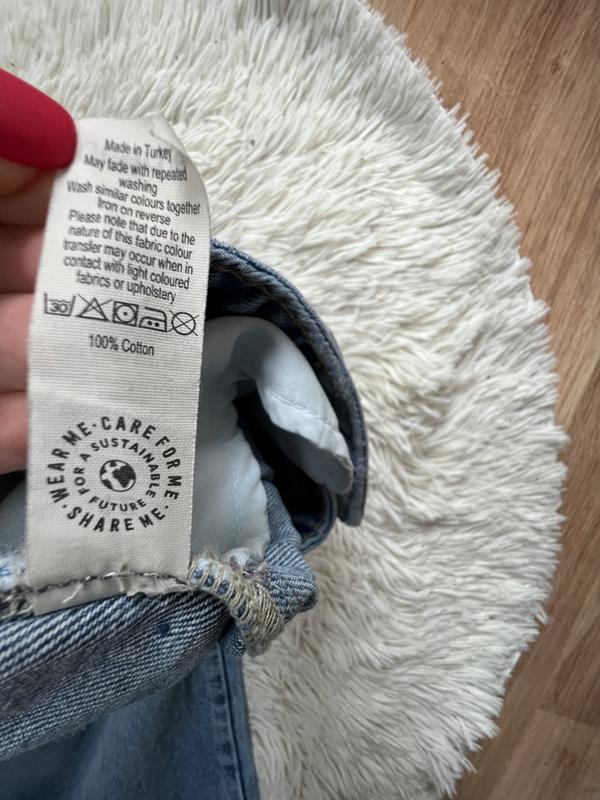 Made in Turkey
May fade with repeated
washing
Wash similar colours together
Iron on reverse
Please note that due to the
nature of this fabric colour
transfer may occur when in
contact with light coloured
fabrics or upholstery
30
100% Cotton
WEAR ME · CARE FOR ME · SHARE ME ·
FOR A SUSTAINABLE FUTURE